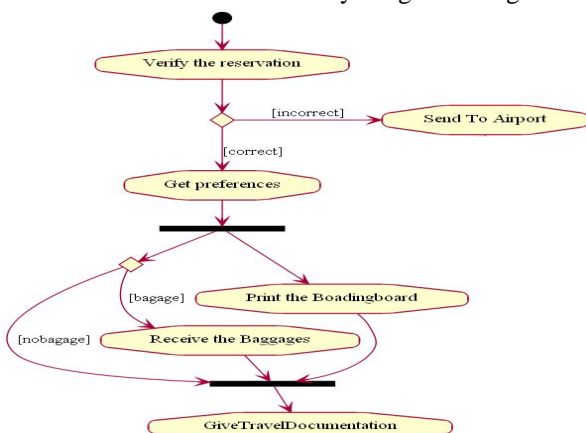 Verify the reservation
[incorrect]
Send To Airport
[correct]
Get preferences
[bagage]
Print the Boadingboard
[nobagage]
Receive the Baggages
GiveTravelDocumentation